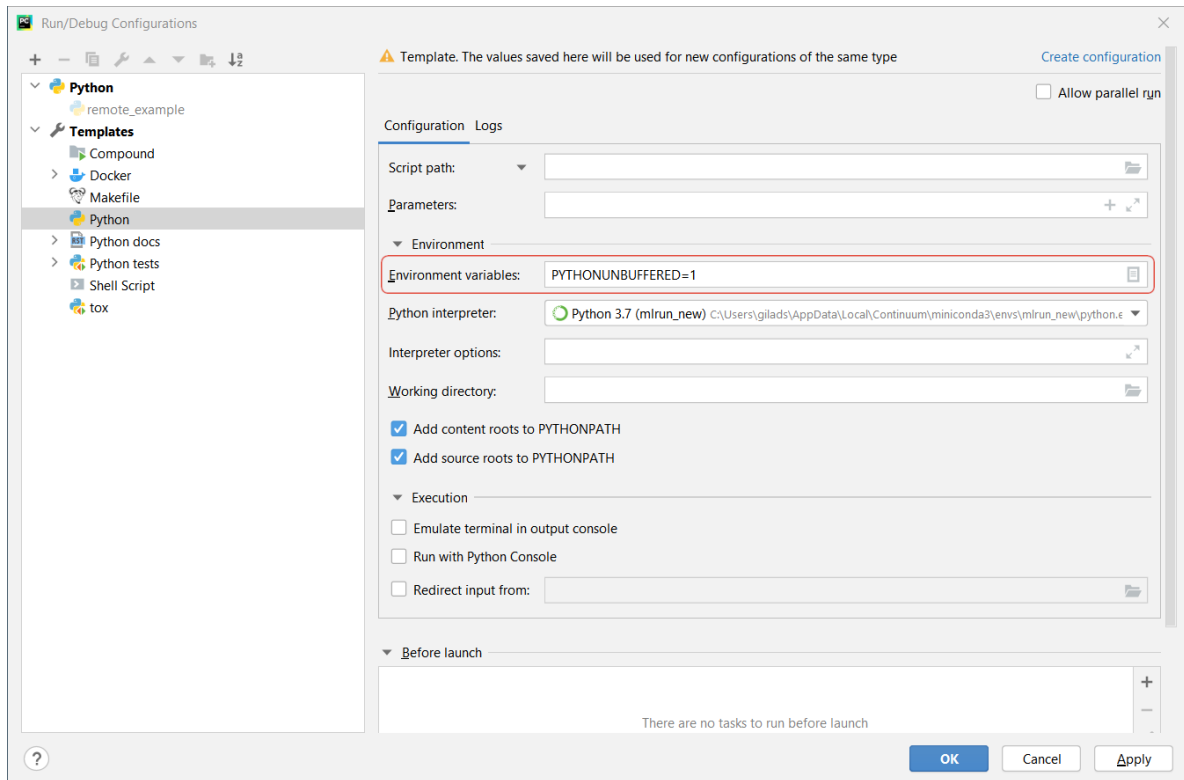 PC Run/Debug Configurations
Python
remote_example
Templates
Compound
Docker
Makefile
Python
RST Python docs
Python tests
Shell Script
tox
Template. The values saved here will be used for new configurations of the same type Create configuration
Allow parallel run
Configuration Logs
Script path:
Parameters:
Environment
Environment variables: PYTHONUNBUFFERED=1
Python interpreter: Python 3.7 (mlrun_new) C:\Users\gilads\AppData\Local\Continuum\miniconda3\envs\mlrun_new\python.e
Interpreter options:
Working directory:
Add content roots to PYTHONPATH
Add source roots to PYTHONPATH
Execution
Emulate terminal in output console
Run with Python Console
Redirect input from:
Before launch
There are no tasks to run before launch
? OK Cancel Apply